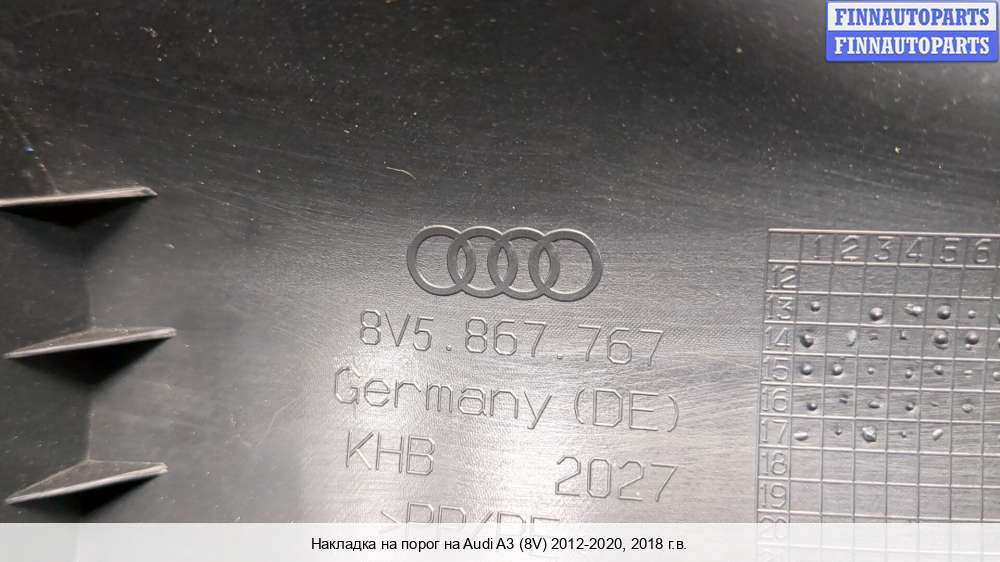 FINNAUTOPARTS
FINNAUTOPARTS
1 2 3 4 5 6
12
13
14
15
16
17
18
19
8V5.867.767
Germany (DE)
KHB 2027
Накладка на порог на Audi A3 (8V) 2012-2020, 2018 г.в.